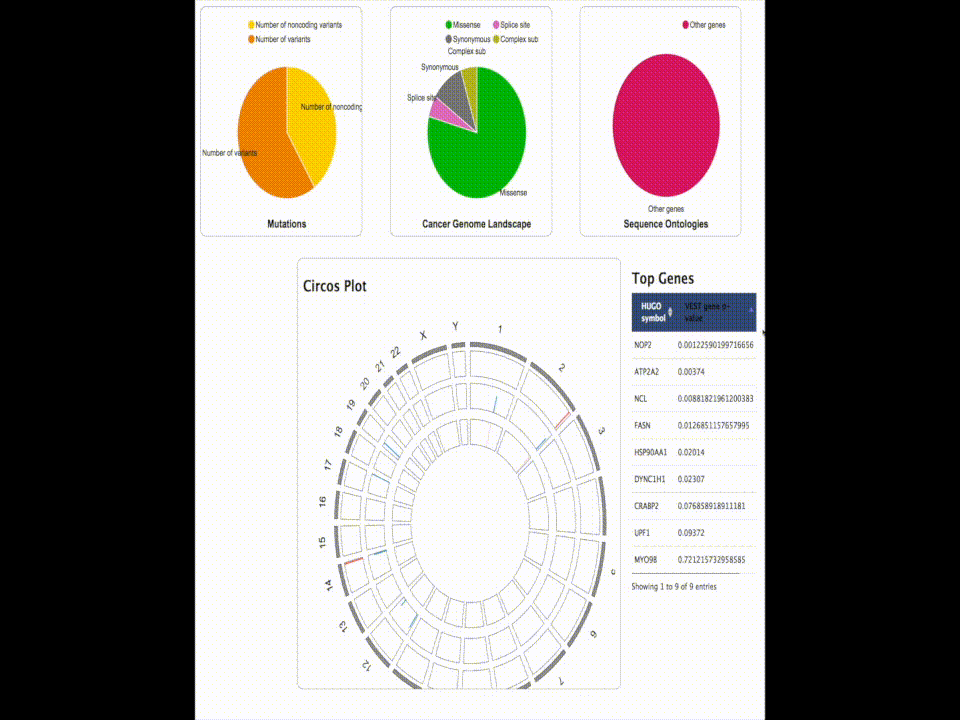 Number of noncoding variants
Number of variants
Number of noncoding
Number of variants
Mutations
Missense
Splice site
Synonymous
Complex sub
Complex sub
Synonymous
Splice site
Missense
Cancer Genome Landscape
Other genes
Other genes
Sequence Ontologies
Circos Plot
X
Y
1
2
3
6
7
12
13
14
15
16
17
18
19
20
21
22
Top Genes
HUGO symbol
VEST gene p-value
NOP2 0.00122590199716656
ATP2A2 0.00374
NCL 0.00881821961200383
FASN 0.0126851157657995
HSP90AA1 0.02014
DYNC1H1 0.02307
CRABP2 0.076858918911181
UPF1 0.09372
MYO9B 0.721215732958585
Showing 1 to 9 of 9 entries